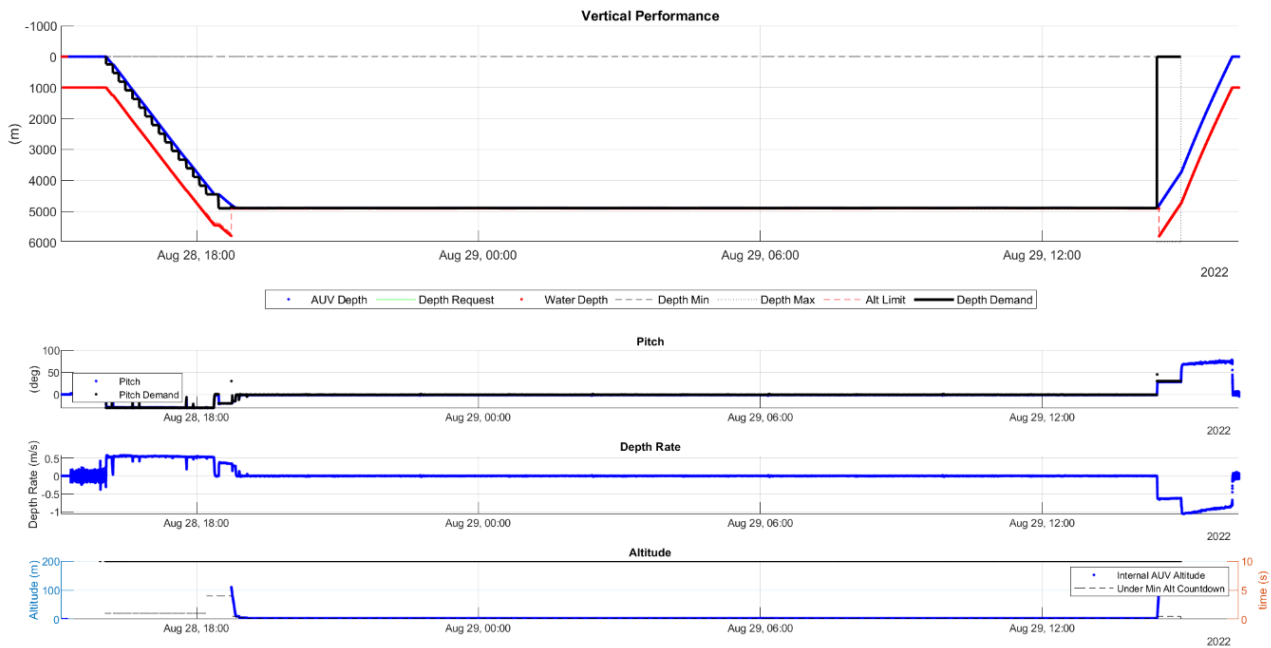 Vertical Performance
-1000
0
1000
2000
3000
4000
5000
6000
(m)
Aug 28, 18:00 Aug 29, 00:00 Aug 29, 06:00 Aug 29, 12:00
2022
AUV Depth Depth Request Water Depth Depth Min Depth Max Alt Limit Depth Demand
Pitch
100
50
0
(deg)
Pitch
Pitch Demand
Aug 28, 18:00 Aug 29, 00:00 Aug 29, 06:00 Aug 29, 12:00
2022
Depth Rate
0.5
0
-0.5
-1
Depth Rate (m/s)
Aug 28, 18:00 Aug 29, 00:00 Aug 29, 06:00 Aug 29, 12:00
2022
Altitude
200
100
0
Altitude (m)
10
5
0
time (s)
Internal AUV Altitude
Under Min Alt Countdown
Aug 28, 18:00 Aug 29, 00:00 Aug 29, 06:00 Aug 29, 12:00
2022